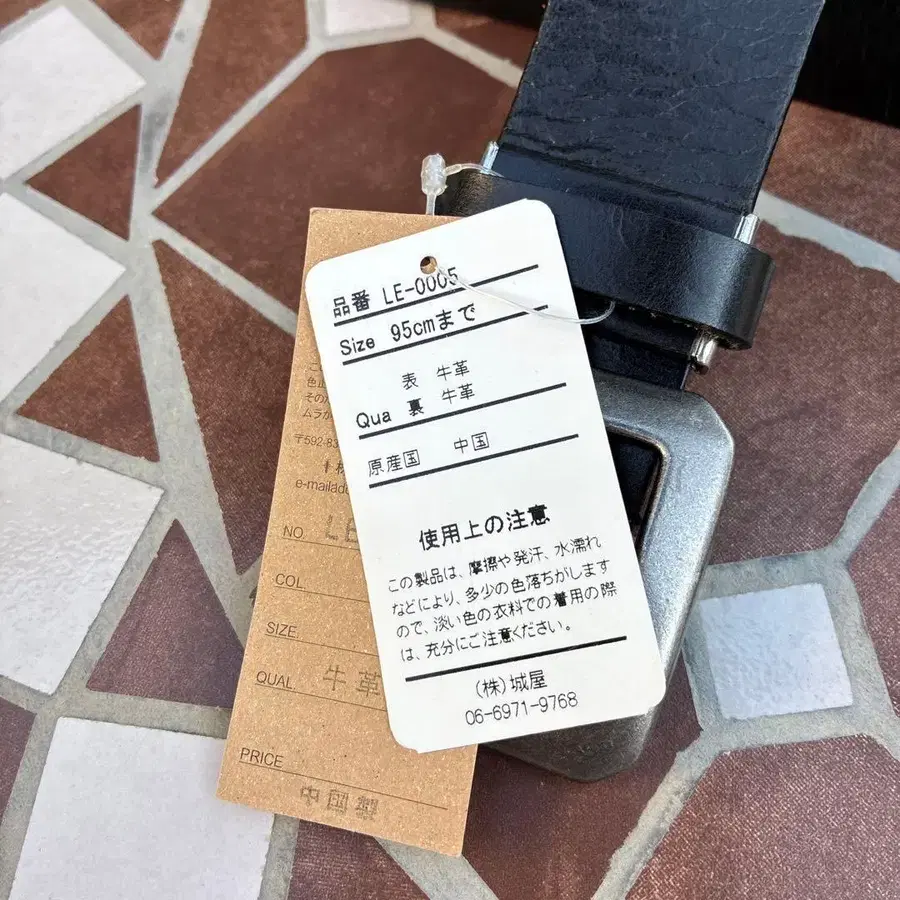 品番 LE-0005
Size 95cmまで
表 牛革
Qua 裏 牛革
原産国 中国
使用上の注意
この製品は、摩擦や発汗、水濡れ
などにより、多少の色落ちがします
ので、淡い色の衣料での着用の際
は、充分にご注意ください。
(株)城屋
06-6971-9768
〒592-83
e-mailade
NO. LE
COL.
SIZE.
QUAL. 牛革
PRICE
中国製